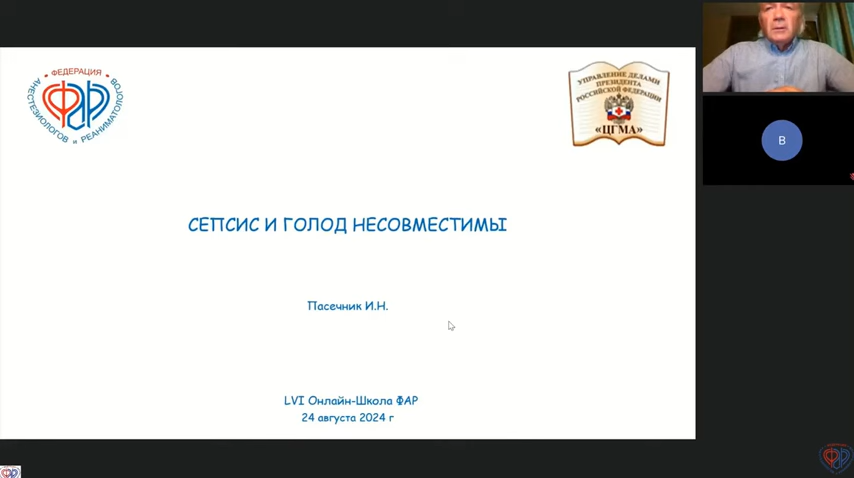 ФЕДЕРАЦИЯ
АНЕСТЕЗИОЛОГОВ и РЕАНИМАТОЛОГОВ
ФАР
УПРАВЛЕНИЕ ДЕЛАМИ
ПРЕЗИДЕНТА
РОССИЙСКОЙ ФЕДЕРАЦИИ
«ЦГМА»
СЕПСИС И ГОЛОД НЕСОВМЕСТИМЫ
Пасечник И.Н.
LVI Онлайн-Школа ФАР
24 августа 2024 г
В